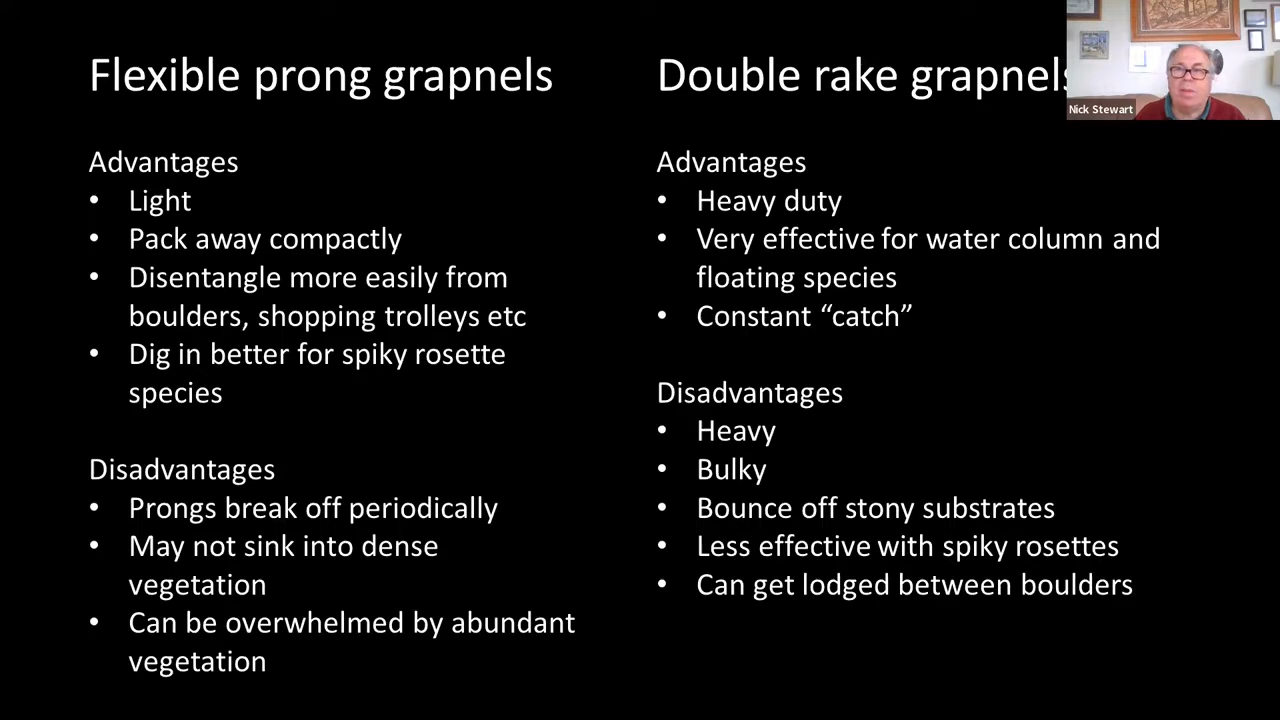 Flexible prong grapnels
Advantages
• Light
• Pack away compactly
• Disentangle more easily from
boulders, shopping trolleys etc
• Dig in better for spiky rosette
species
Disadvantages
• Prongs break off periodically
• May not sink into dense
vegetation
• Can be overwhelmed by abundant
vegetation
Double rake grapnels
Advantages
• Heavy duty
• Very effective for water column and
floating species
• Constant “catch”
Disadvantages
• Heavy
• Bulky
• Bounce off stony substrates
• Less effective with spiky rosettes
• Can get lodged between boulders
Nick Stewart